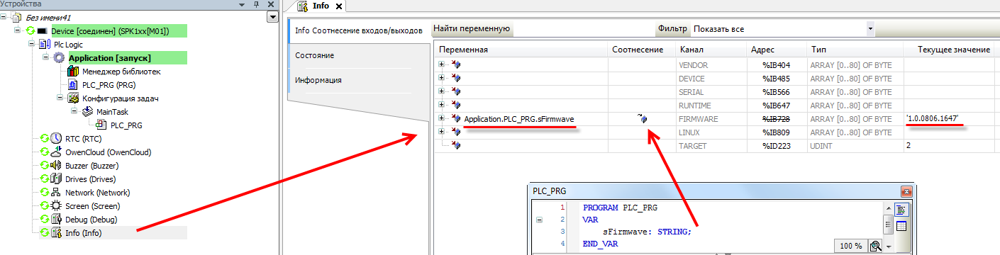 Устройства
Без имени41
Device [соединен] (SPK1xx[M01])
Plc Logic
Application [запуск]
Менеджер библиотек
PLC_PRG (PRG)
Конфигурация задач
MainTask
PLC_PRG
RTC (RTC)
OwenCloud (OwenCloud)
Buzzer (Buzzer)
Drives (Drives)
Network (Network)
Screen (Screen)
Debug (Debug)
Info (Info)
Info
Info Соотнесение входов/выходов
Состояние
Информация
Найти переменную
Фильтр Показать все
Переменная Соотнесение Канал Адрес Тип Текущее значение
VENDOR %IB404 ARRAY [0..80] OF BYTE
DEVICE %IB485 ARRAY [0..80] OF BYTE
SERIAL %IB566 ARRAY [0..80] OF BYTE
RUNTIME %IB647 ARRAY [0..80] OF BYTE
Application.PLC_PRG.sFirmwave FIRMWARE %IB728 ARRAY [0..80] OF BYTE '1.0.0806.1647'
LINUX %IB809 ARRAY [0..80] OF BYTE
TARGET %ID223 UDINT 2
PLC_PRG
1 PROGRAM PLC_PRG
2 VAR
3 sFirmwave: STRING;
4 END_VAR
100 %